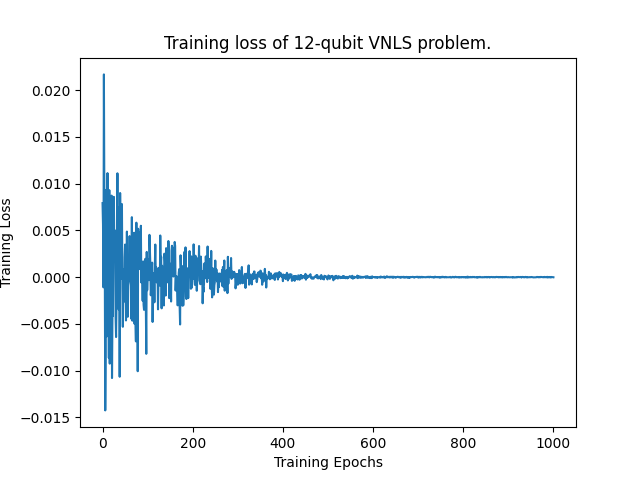 Training loss of 12-qubit VNLS problem.
Training Loss
0.020
0.015
0.010
0.005
0.000
−0.005
−0.010
−0.015
0 200 400 600 800 1000
Training Epochs